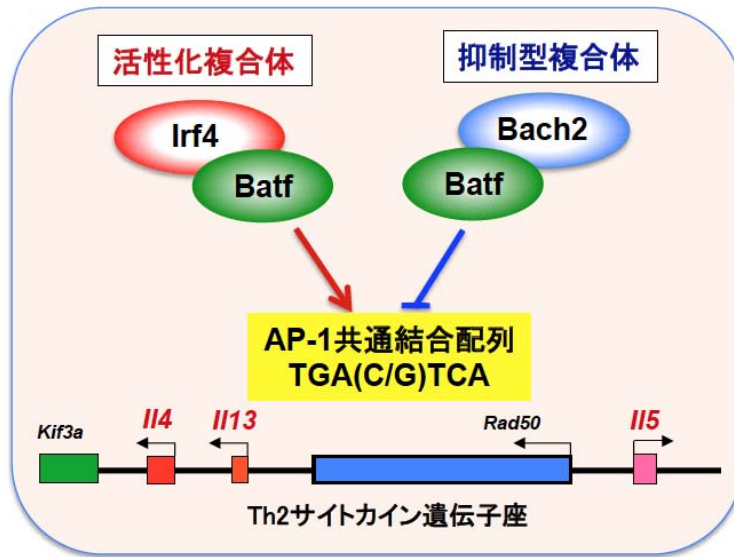 活性化複合体
抑制型複合体
Irf4
Batf
Bach2
Batf
AP-1共通結合配列
TGA(C/G)TCA
Kif3a
Il4
Il13
Rad50
Il5
Th2サイトカイン遺伝子座